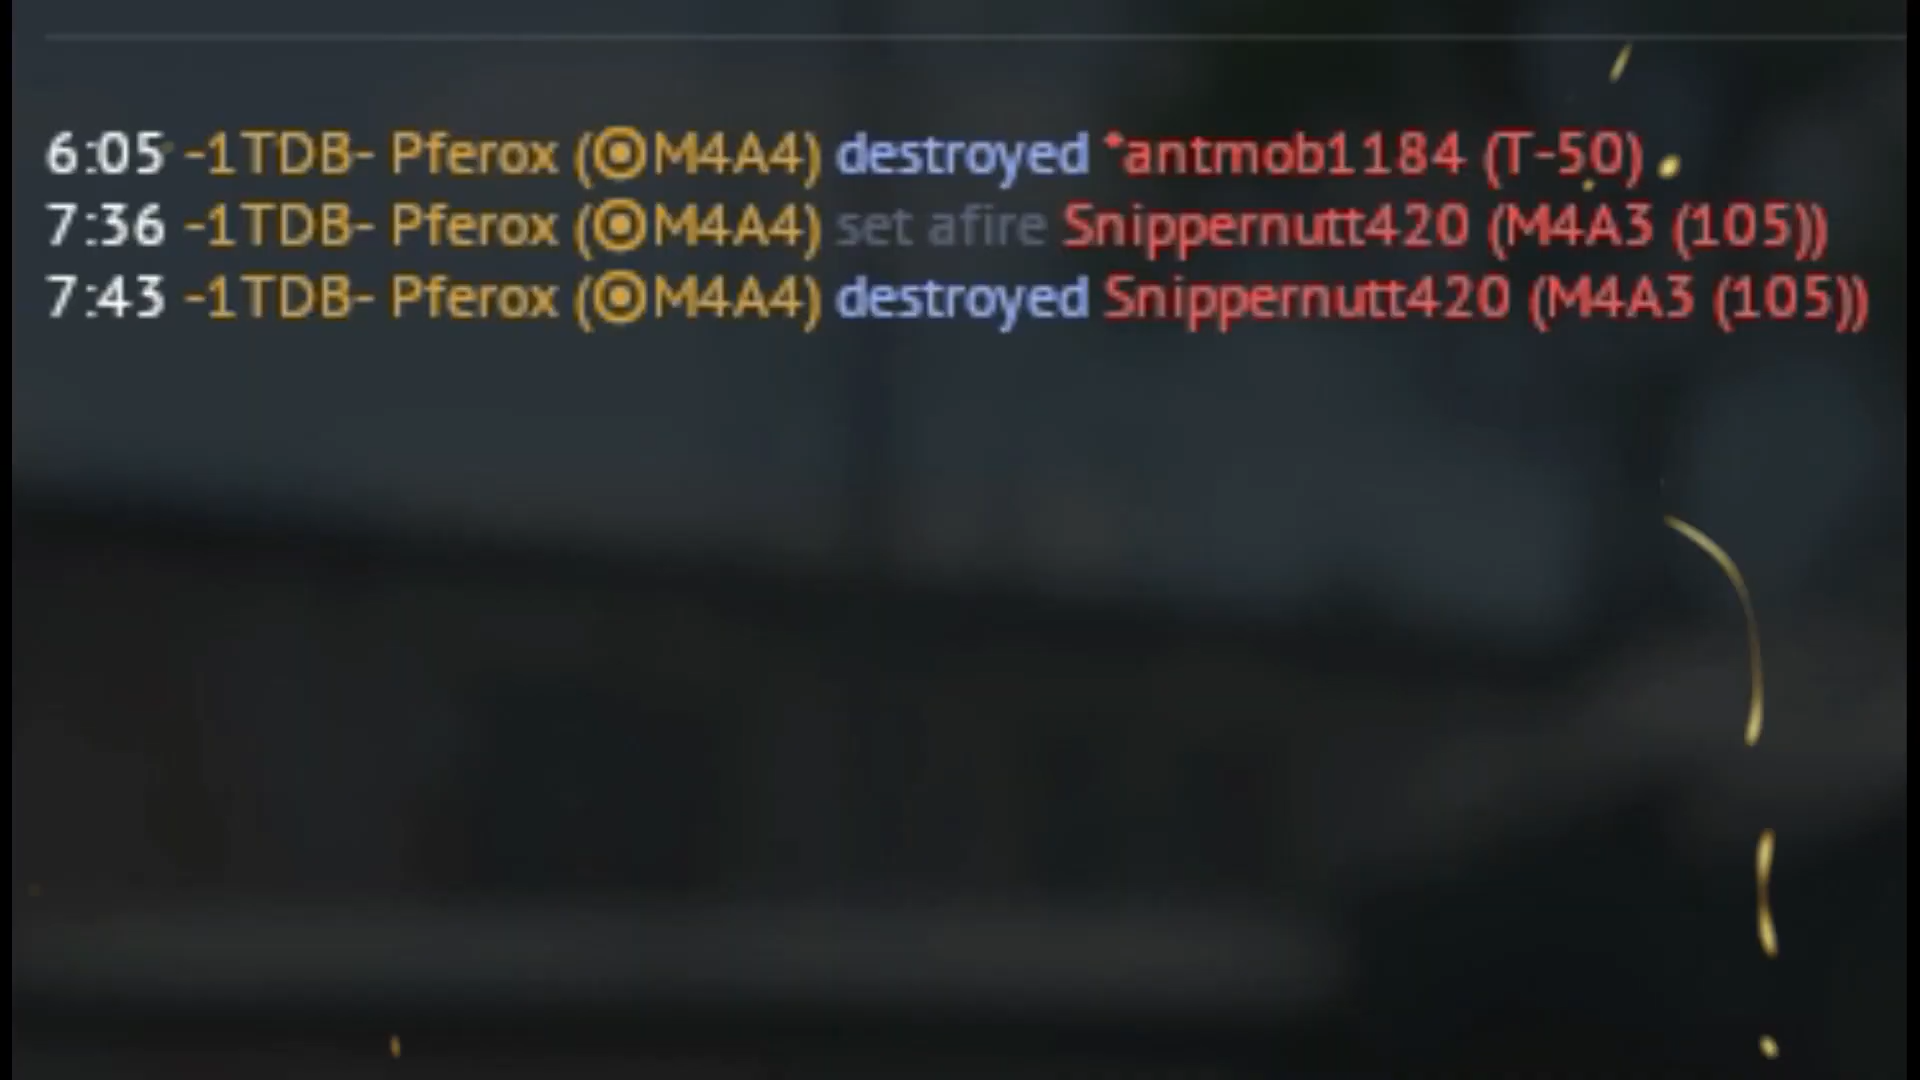 6:05 -1TDB- Pferox (◉M4A4) destroyed *antmob1184 (T-50)
7:36 -1TDB- Pferox (◉M4A4) set afire Snippernutt420 (M4A3 (105))
7:43 -1TDB- Pferox (◉M4A4) destroyed Snippernutt420 (M4A3 (105))